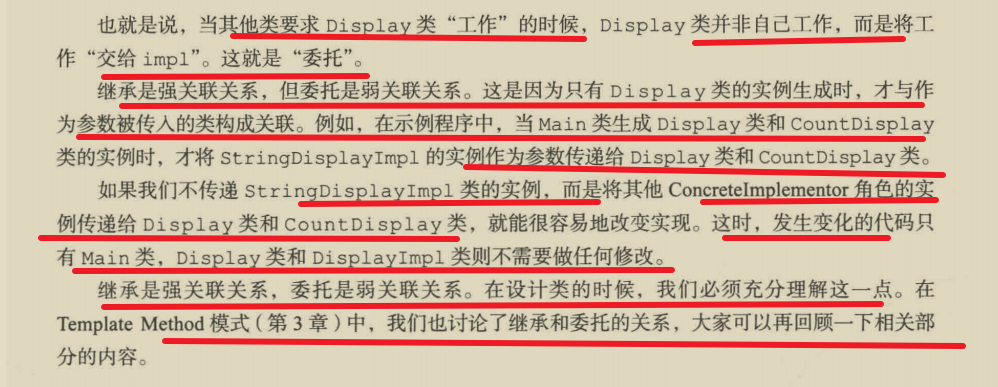 也就是说，当其他类要求 Display 类“工作”的时候，Display 类并非自己工作，而是将工
作“交给 impl”。这就是“委托”。
继承是强关联关系，但委托是弱关联关系。这是因为只有 Display 类的实例生成时，才与作
为参数被传入的类构成关联。例如，在示例程序中，当 Main 类生成 Display 类和 CountDisplay
类的实例时，才将 StringDisplayImpl 的实例作为参数传递给 Display 类和 CountDisplay 类。
如果我们不传递 StringDisplayImpl 类的实例，而是将其他 ConcreteImplementor 角色的实
例传递给 Display 类和 CountDisplay 类，就能很容易地改变实现。这时，发生变化的代码只
有 Main 类，Display 类和 DisplayImpl 类则不需要做任何修改。
继承是强关联关系，委托是弱关联关系。在设计类的时候，我们必须充分理解这一点。在
Template Method 模式（第 3 章）中，我们也讨论了继承和委托的关系，大家可以再回顾一下相关部
分的内容。